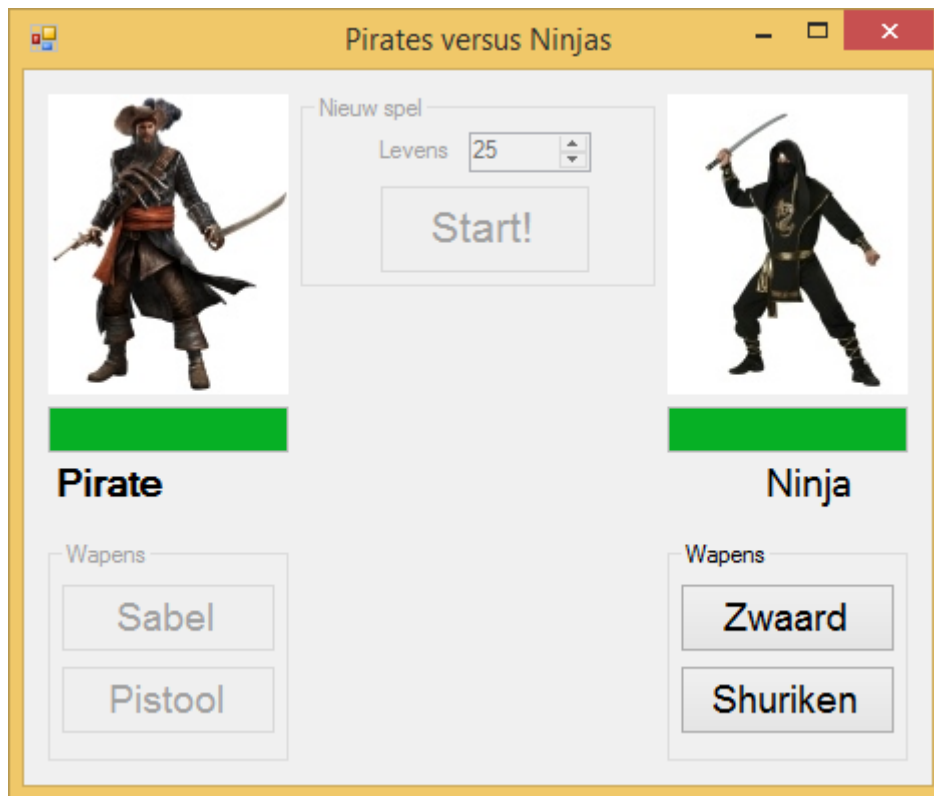 Pirates versus Ninjas
Nieuw spel
Levens 25
Start!
Pirate
Ninja
Wapens
Sabel
Pistool
Wapens
Zwaard
Shuriken